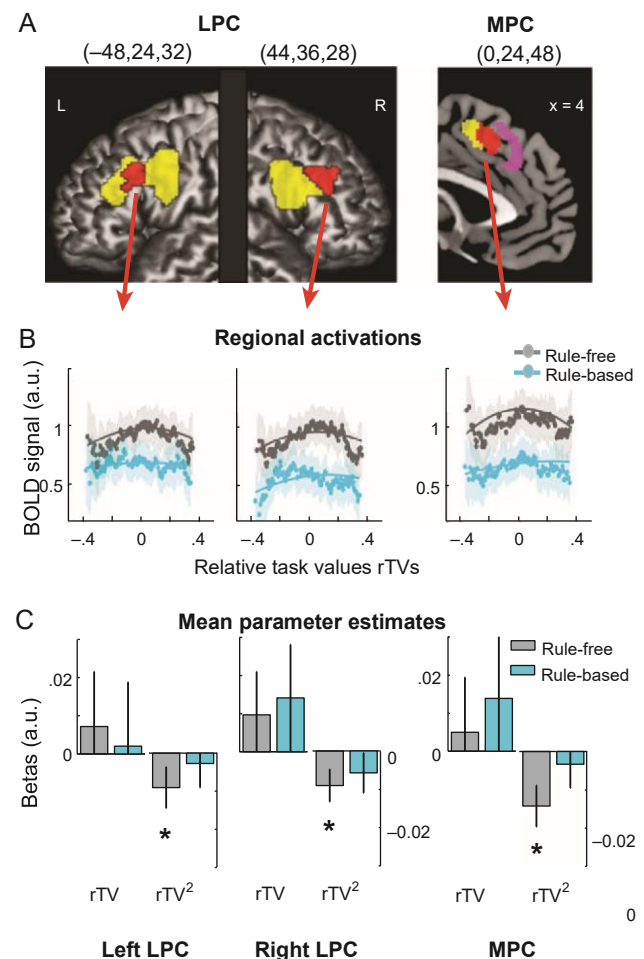 A
LPC
MPC
(–48,24,32)
(44,36,28)
(0,24,48)
L
R
x = 4
B
Regional activations
Rule-free
Rule-based
BOLD signal (a.u.)
1
0.5
1
0.5
–.4 0 .4
–.4 0 .4
–.4 0 .4
Relative task values rTVs
C
Mean parameter estimates
Rule-free
Rule-based
Betas (a.u.)
.02
0
.02
0
0
–0.02
–0.02
*
*
*
rTV rTV²
rTV rTV²
rTV rTV²
0
Left LPC
Right LPC
MPC